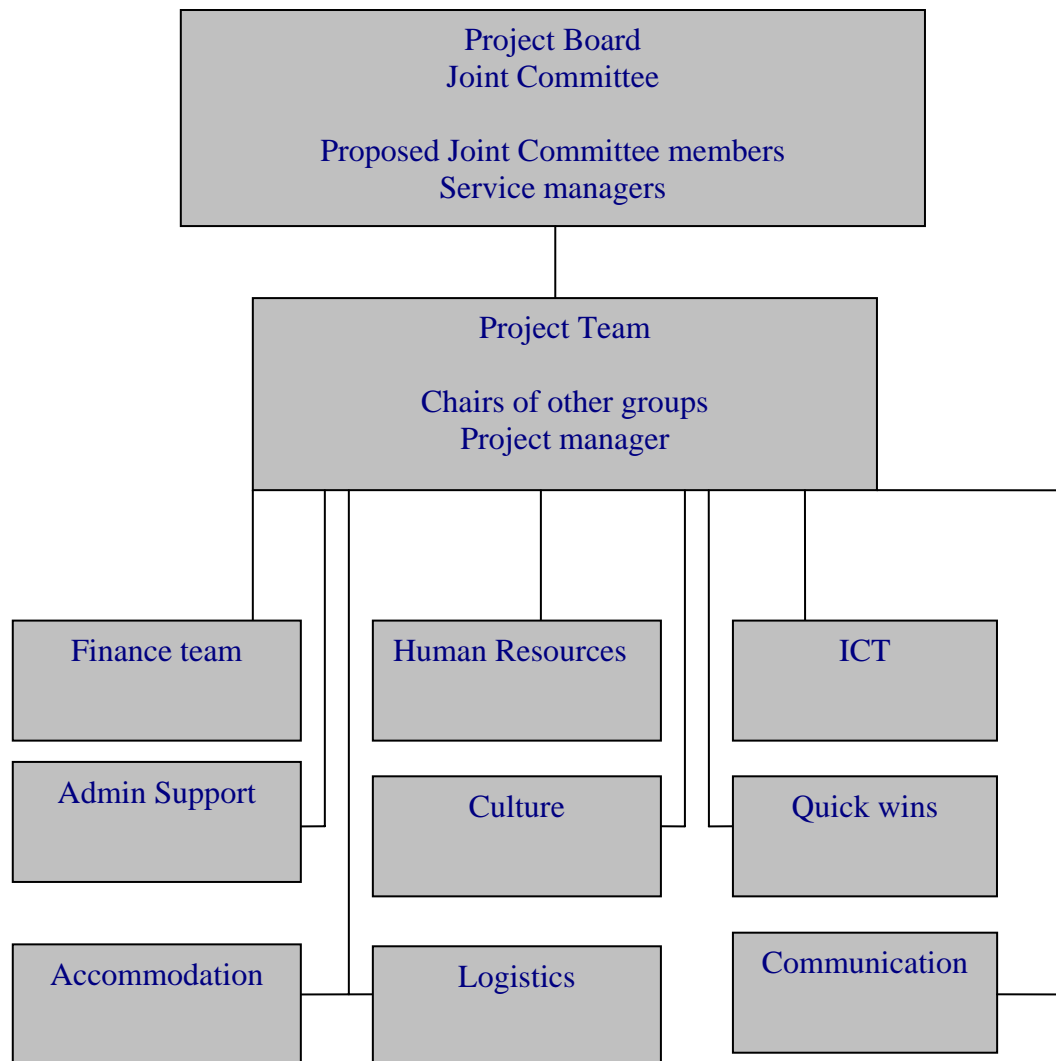 Project Board
Joint Committee
Proposed Joint Committee members
Service managers
Project Team
Chairs of other groups
Project manager
Finance team
Human Resources
ICT
Admin Support
Culture
Quick wins
Accommodation
Logistics
Communication